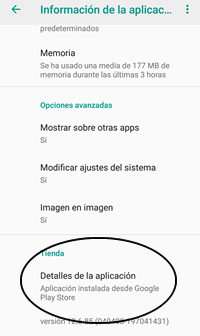 Información de la aplicac...
predeterminados
Memoria
Se ha usado una media de 177 MB de
memoria durante las últimas 3 horas
Opciones avanzadas
Mostrar sobre otras apps
Sí
Modificar ajustes del sistema
Sí
Imagen en imagen
Sí
Tienda
Detalles de la aplicación
Aplicación instalada desde Google
Play Store
versión 12.6.85 (040408-197041431)